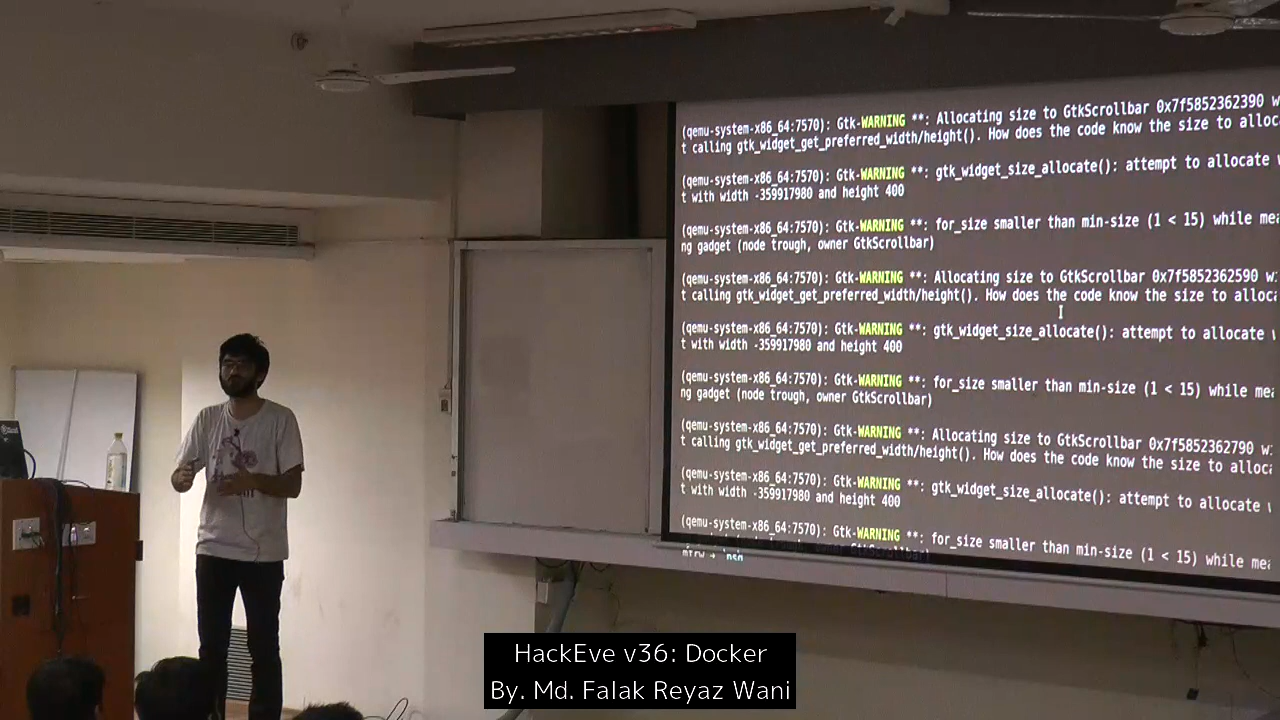 (qemu-system-x86_64:7570): Gtk-WARNING **: Allocating size to GtkScrollbar 0x7f5852362390 w
t calling gtk_widget_get_preferred_width/height(). How does the code know the size to alloc
(qemu-system-x86_64:7570): Gtk-WARNING **: gtk_widget_size_allocate(): attempt to allocate
t with width -359917980 and height 400
(qemu-system-x86_64:7570): Gtk-WARNING **: for_size smaller than min-size (1 < 15) while mea
ng gadget (node trough, owner GtkScrollbar)
(qemu-system-x86_64:7570): Gtk-WARNING **: Allocating size to GtkScrollbar 0x7f5852362590 w
t calling gtk_widget_get_preferred_width/height(). How does the code know the size to alloca
(qemu-system-x86_64:7570): Gtk-WARNING **: gtk_widget_size_allocate(): attempt to allocate
t with width -359917980 and height 400
(qemu-system-x86_64:7570): Gtk-WARNING **: for_size smaller than min-size (1 < 15) while mea
ng gadget (node trough, owner GtkScrollbar)
(qemu-system-x86_64:7570): Gtk-WARNING **: Allocating size to GtkScrollbar 0x7f5852362790 w
t calling gtk_widget_get_preferred_width/height(). How does the code know the size to alloca
(qemu-system-x86_64:7570): Gtk-WARNING **: gtk_widget_size_allocate(): attempt to allocate
t with width -359917980 and height 400
(qemu-system-x86_64:7570): Gtk-WARNING **: for_size smaller than min-size (1 < 15) while mea
HackEve v36: Docker
By. Md. Falak Reyaz Wani